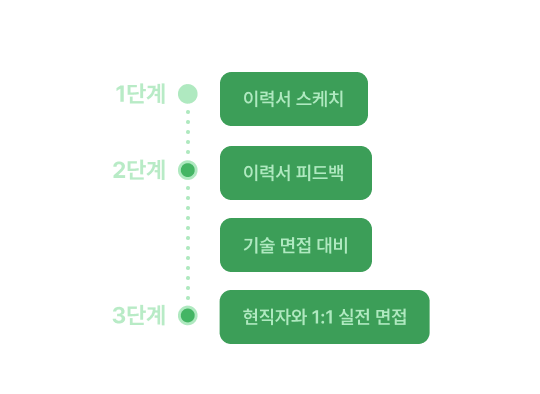 1단계
이력서 스케치
2단계
이력서 피드백
기술 면접 대비
3단계
현직자와 1:1 실전 면접